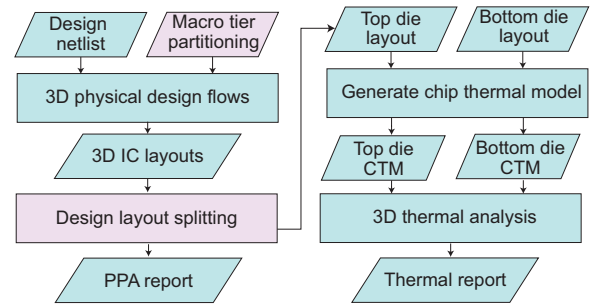 Design
netlist
Macro tier
partitioning
3D physical design flows
3D IC layouts
Design layout splitting
PPA report
Top die
layout
Bottom die
layout
Generate chip thermal model
Top die
CTM
Bottom die
CTM
3D thermal analysis
Thermal report